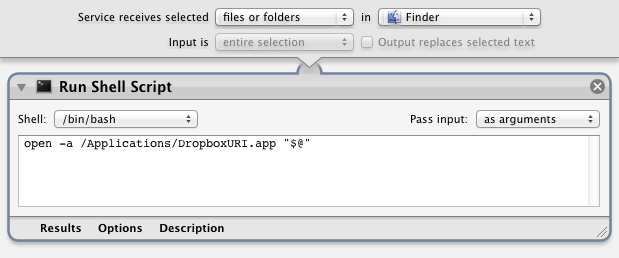 Service receives selected files or folders in Finder
Input is entire selection Output replaces selected text
Run Shell Script
Shell: /bin/bash Pass input: as arguments
open -a /Applications/DropboxURI.app "$@"
Results Options Description